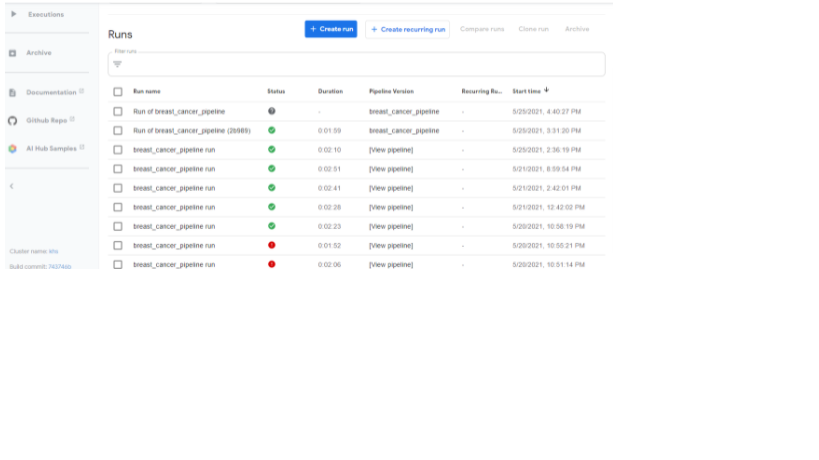 Executions
Archive
Documentation
Github Repo
AI Hub Samples
Cluster name:
Build commit:
Runs
+ Create run
+ Create recurring run
Compare runs
Clone run
Archive
Filter runs
Run name Status Duration Pipeline Version Recurring Ru... Start time
Run of breast_cancer_pipeline - breast_cancer_pipeline - 5/25/2021, 4:40:27 PM
Run of breast_cancer_pipeline 0:01:59 breast_cancer_pipeline - 5/25/2021, 3:31:20 PM
breast_cancer_pipeline run 0:02:10 [View pipeline] - 5/25/2021, 2:36:19 PM
breast_cancer_pipeline run 0:02:51 [View pipeline] - 5/21/2021, 8:59:54 PM
breast_cancer_pipeline run 0:02:41 [View pipeline] - 5/21/2021, 2:42:01 PM
breast_cancer_pipeline run 0:02:28 [View pipeline] - 5/21/2021, 12:42:02 PM
breast_cancer_pipeline run 0:02:23 [View pipeline] - 5/20/2021, 10:58:19 PM
breast_cancer_pipeline run 0:01:52 [View pipeline] - 5/20/2021, 10:55:21 PM
breast_cancer_pipeline run 0:02:06 [View pipeline] - 5/20/2021, 10:51:14 PM